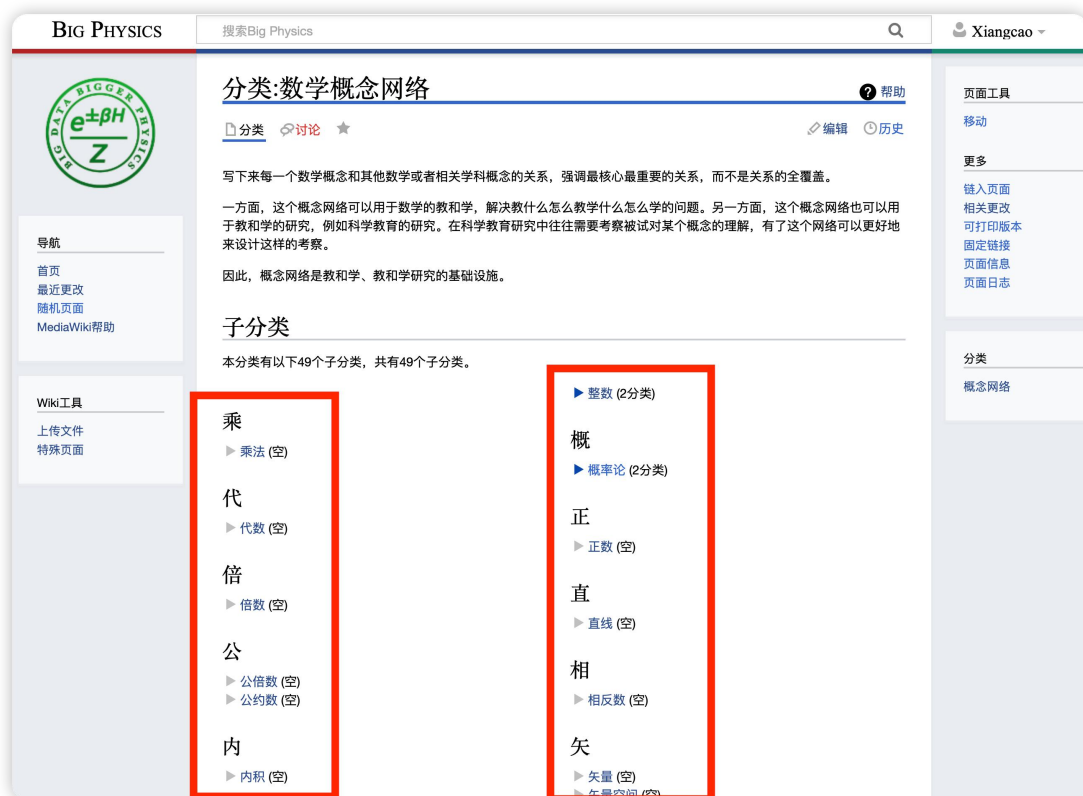 BIG PHYSICS
搜索Big Physics
Xiangcao
BIG DATA BIGGER PHYSICS
e±βH
Z
导航
首页
最近更改
随机页面
MediaWiki帮助
Wiki工具
上传文件
特殊页面
分类:数学概念网络
? 帮助
分类 讨论
编辑 历史
写下来每一个数学概念和其他数学或者相关学科概念的关系，强调最核心最重要的关系，而不是关系的全覆盖。
一方面，这个概念网络可以用于数学的教和学，解决教什么怎么教学什么怎么学的问题。另一方面，这个概念网络也可以用
于教和学的研究，例如科学教育的研究。在科学教育研究中往往需要考察被试对某个概念的理解，有了这个网络可以更好地
来设计这样的考察。
因此，概念网络是教和学、教和学研究的基础设施。
子分类
本分类有以下49个子分类，共有49个子分类。
乘
乘法 (空)
代
代数 (空)
倍
倍数 (空)
公
公倍数 (空)
公约数 (空)
内
内积 (空)
整数 (2分类)
概
概率论 (2分类)
正
正数 (空)
直
直线 (空)
相
相反数 (空)
矢
矢量 (空)
矢量空间 (空)
页面工具
移动
更多
链入页面
相关更改
可打印版本
固定链接
页面信息
页面日志
分类
概念网络